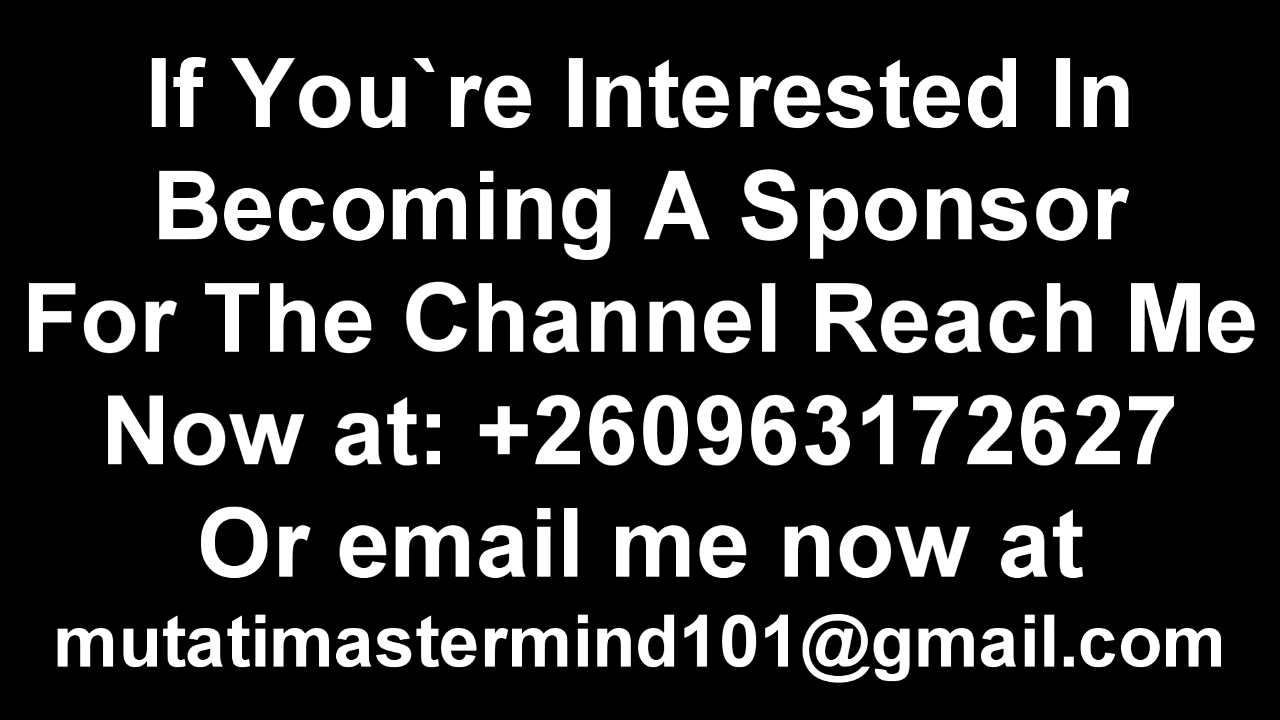 If You`re Interested In
Becoming A Sponsor
For The Channel Reach Me
Now at: +260963172627
Or email me now at
mutatimastermind101@gmail.com